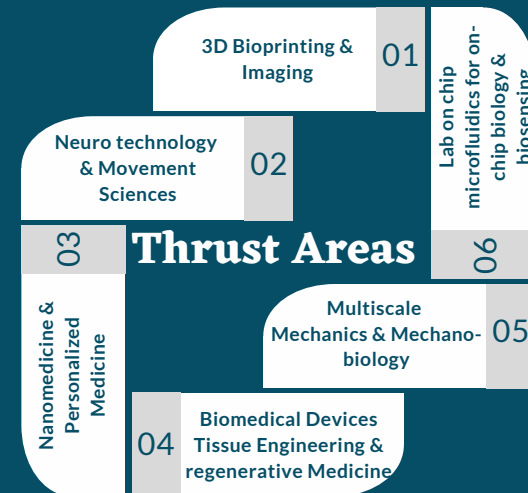 3D Bioprinting &
Imaging
01
Neuro technology
& Movement
Sciences
02
Thrust Areas
03
Nanomedicine &
Personalized
Medicine
04
Biomedical Devices
Tissue Engineering &
regenerative Medicine
Multiscale
Mechanics & Mechano-
biology
05
Lab on chip
microfluidics for on-
chip biology &
biosensing
06